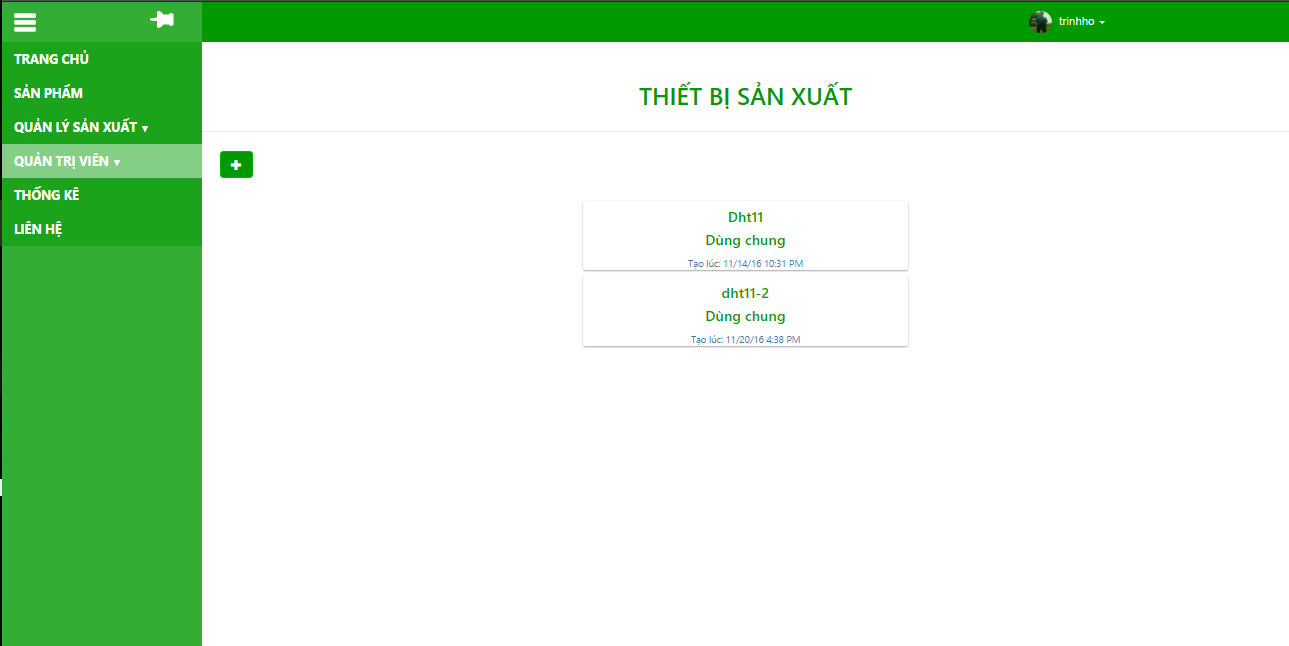 trinhho
TRANG CHỦ
SẢN PHẨM
QUẢN LÝ SẢN XUẤT ▾
QUẢN TRỊ VIÊN ▾
THỐNG KÊ
LIÊN HỆ
THIẾT BỊ SẢN XUẤT
Dht11
Dùng chung
Tạo lúc: 11/14/16 10:31 PM
dht11-2
Dùng chung
Tạo lúc: 11/20/16 4:38 PM